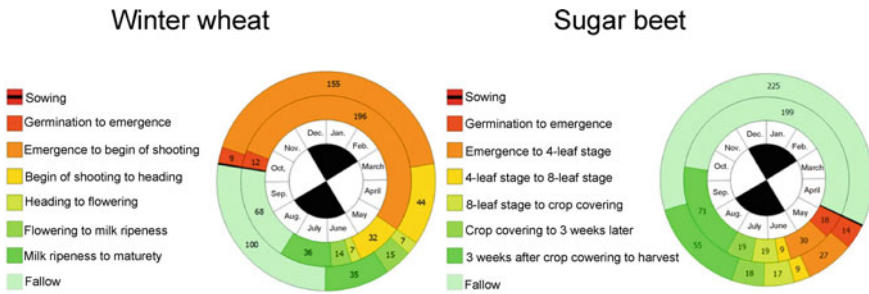 Winter wheat
Sowing
Germination to emergence
Emergence to begin of shooting
Begin of shooting to heading
Heading to flowering
Flowering to milk ripeness
Milk ripeness to maturety
Fallow
155
196
9
12
44
68
100
32
7
7
14
15
36
35
Dec.
Jan.
Feb.
March
April
May
June
July
Aug.
Sep.
Oct,
Nov.
Sugar beet
Sowing
Germination to emergence
Emergence to 4-leaf stage
4-leaf stage to 8-leaf stage
8-leaf stage to crop covering
Crop covering to 3 weeks later
3 weeks after crop cowering to harvest
Fallow
225
199
71
55
18
14
30
27
9
9
19
17
19
18
Dec.
Jan.
Feb.
March
April
May
June
July
Aug.
Sep.
Oct.
Nov.